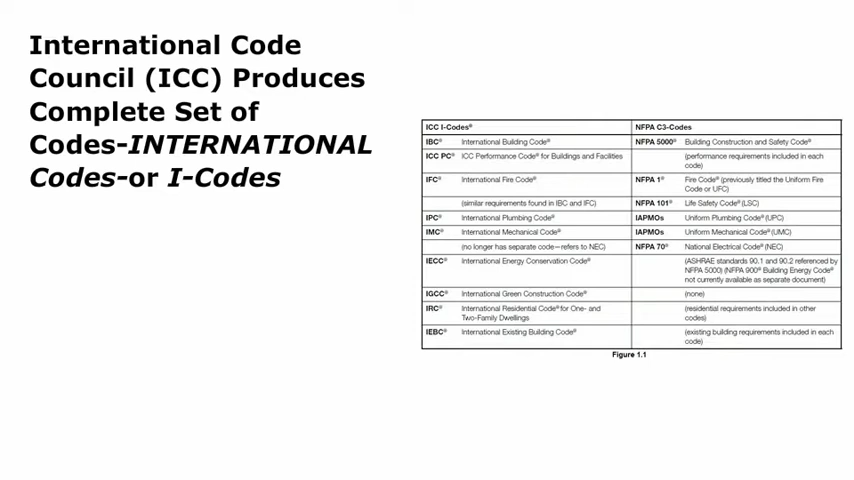 International Code
Council (ICC) Produces
Complete Set of
Codes-INTERNATIONAL
Codes-or I-Codes
ICC I-Codes® NFPA C3-Codes
IBC® International Building Code® NFPA 5000® Building Construction and Safety Code®
ICC PC® ICC Performance Code® for Buildings and Facilities (performance requirements included in each
code)
IFC® International Fire Code® NFPA 1® Fire Code® (previously titled the Uniform Fire
Code or UFC)
(similar requirements found in IBC and IFC) NFPA 101® Life Safety Code® (LSC)
IPC® International Plumbing Code® IAPMOs Uniform Plumbing Code® (UPC)
IMC® International Mechanical Code® IAPMOs Uniform Mechanical Code® (UMC)
(no longer has separate code—refers to NEC) NFPA 70® National Electrical Code® (NEC)
IECC® International Energy Conservation Code® (ASHRAE standards 90.1 and 90.2 referenced by
NFPA 5000) (NFPA 900® Building Energy Code®
not currently available as separate document)
IGCC® International Green Construction Code® (none)
IRC® International Residential Code® for One- and (residential requirements included in other
Two-Family Dwellings codes)
IEBC® International Existing Building Code® (existing building requirements included in each
code)
Figure 1.1